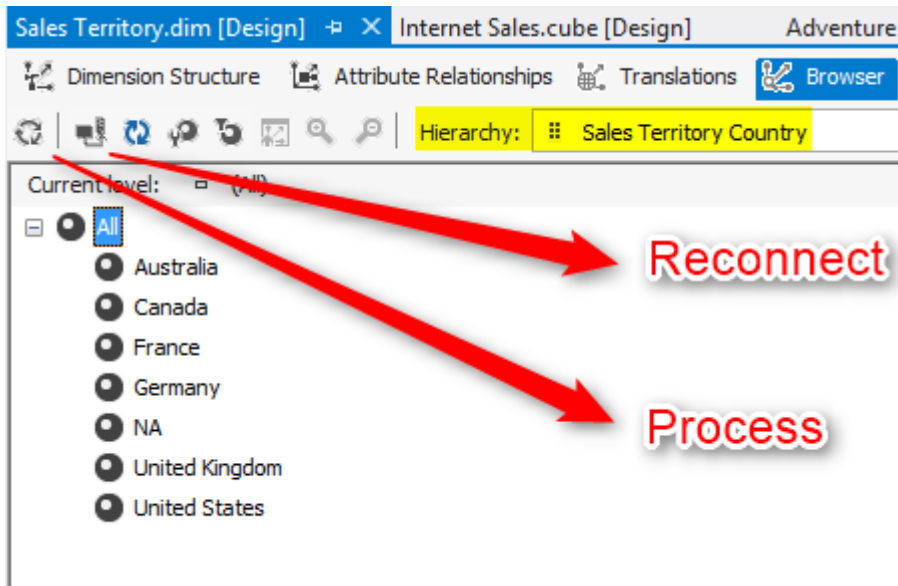 Sales Territory.dim [Design] Internet Sales.cube [Design] Adventure
Dimension Structure Attribute Relationships Translations Browser
Hierarchy: Sales Territory Country
Current level: (All)
All
Australia
Reconnect
Canada
France
Germany
Process
NA
United Kingdom
United States